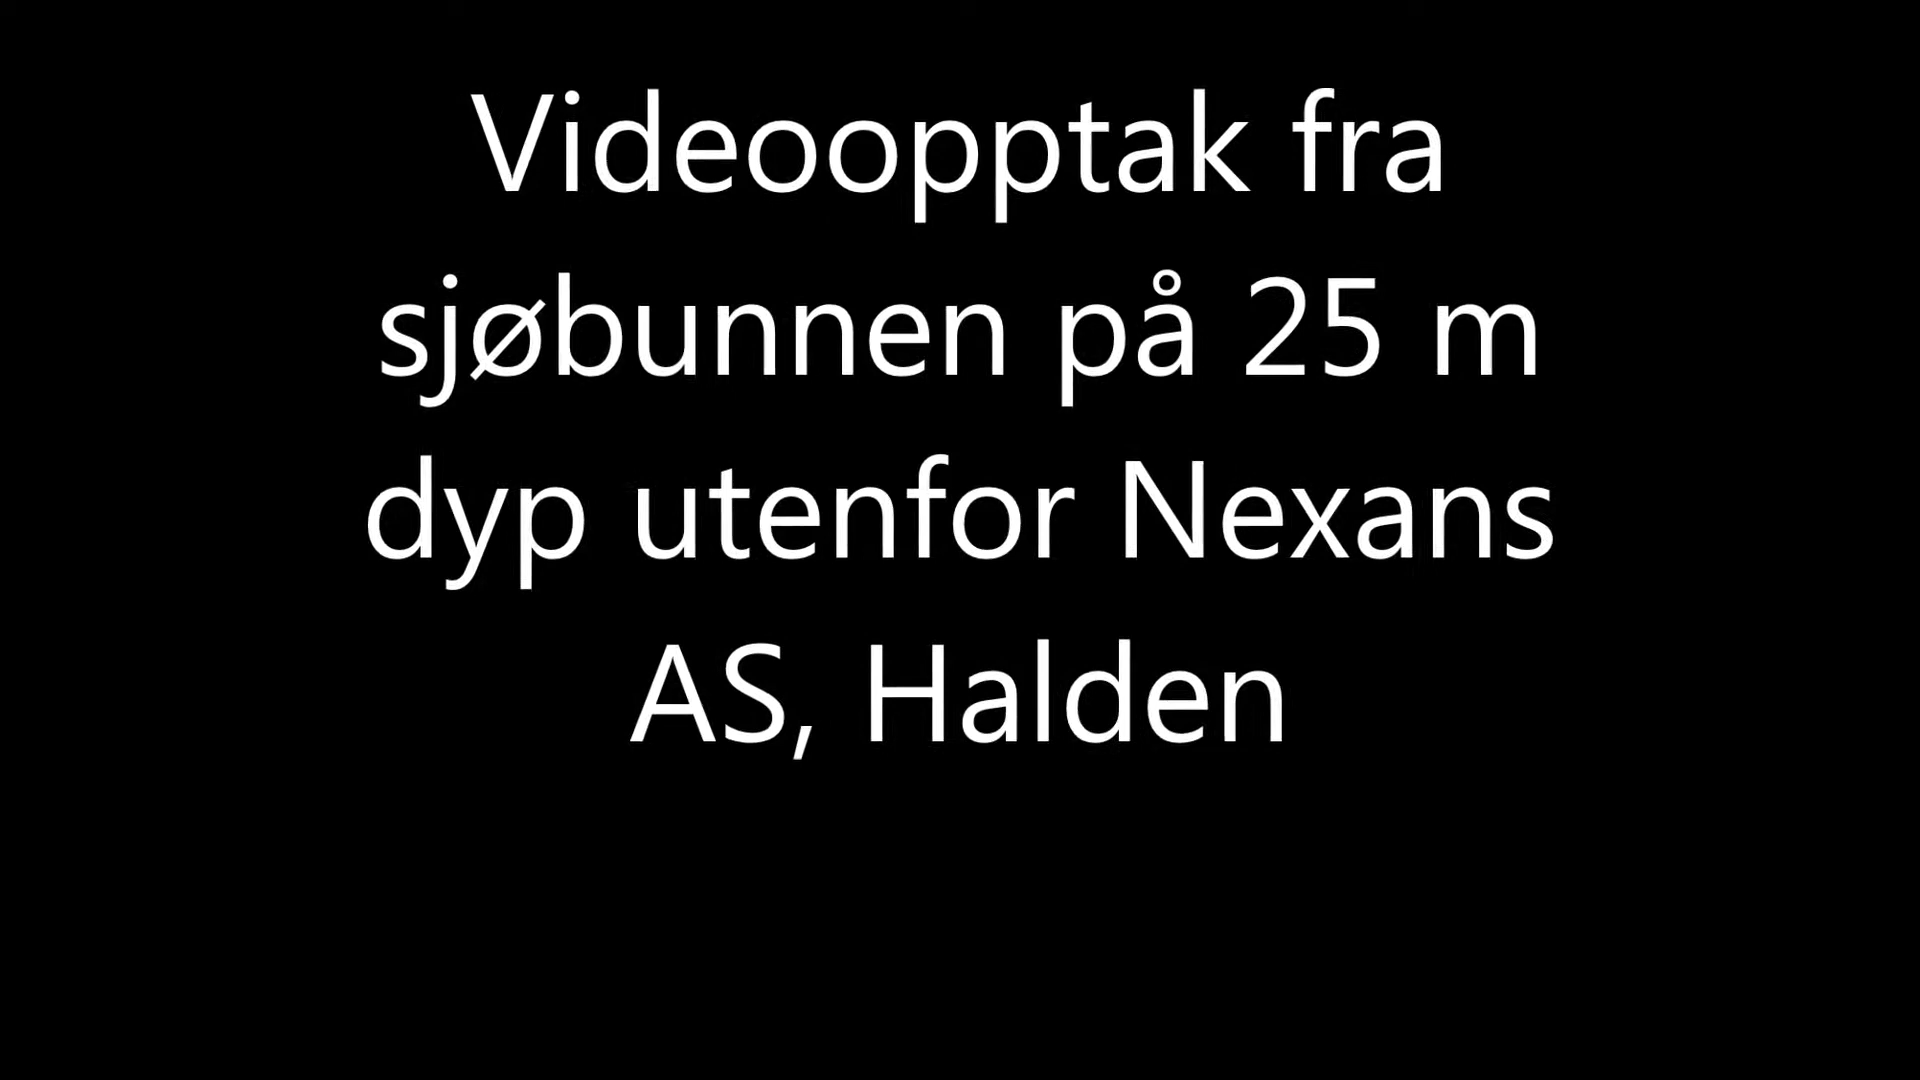 Videoopptak fra
sjøbunnen på 25 m
dyp utenfor Nexans
AS, Halden